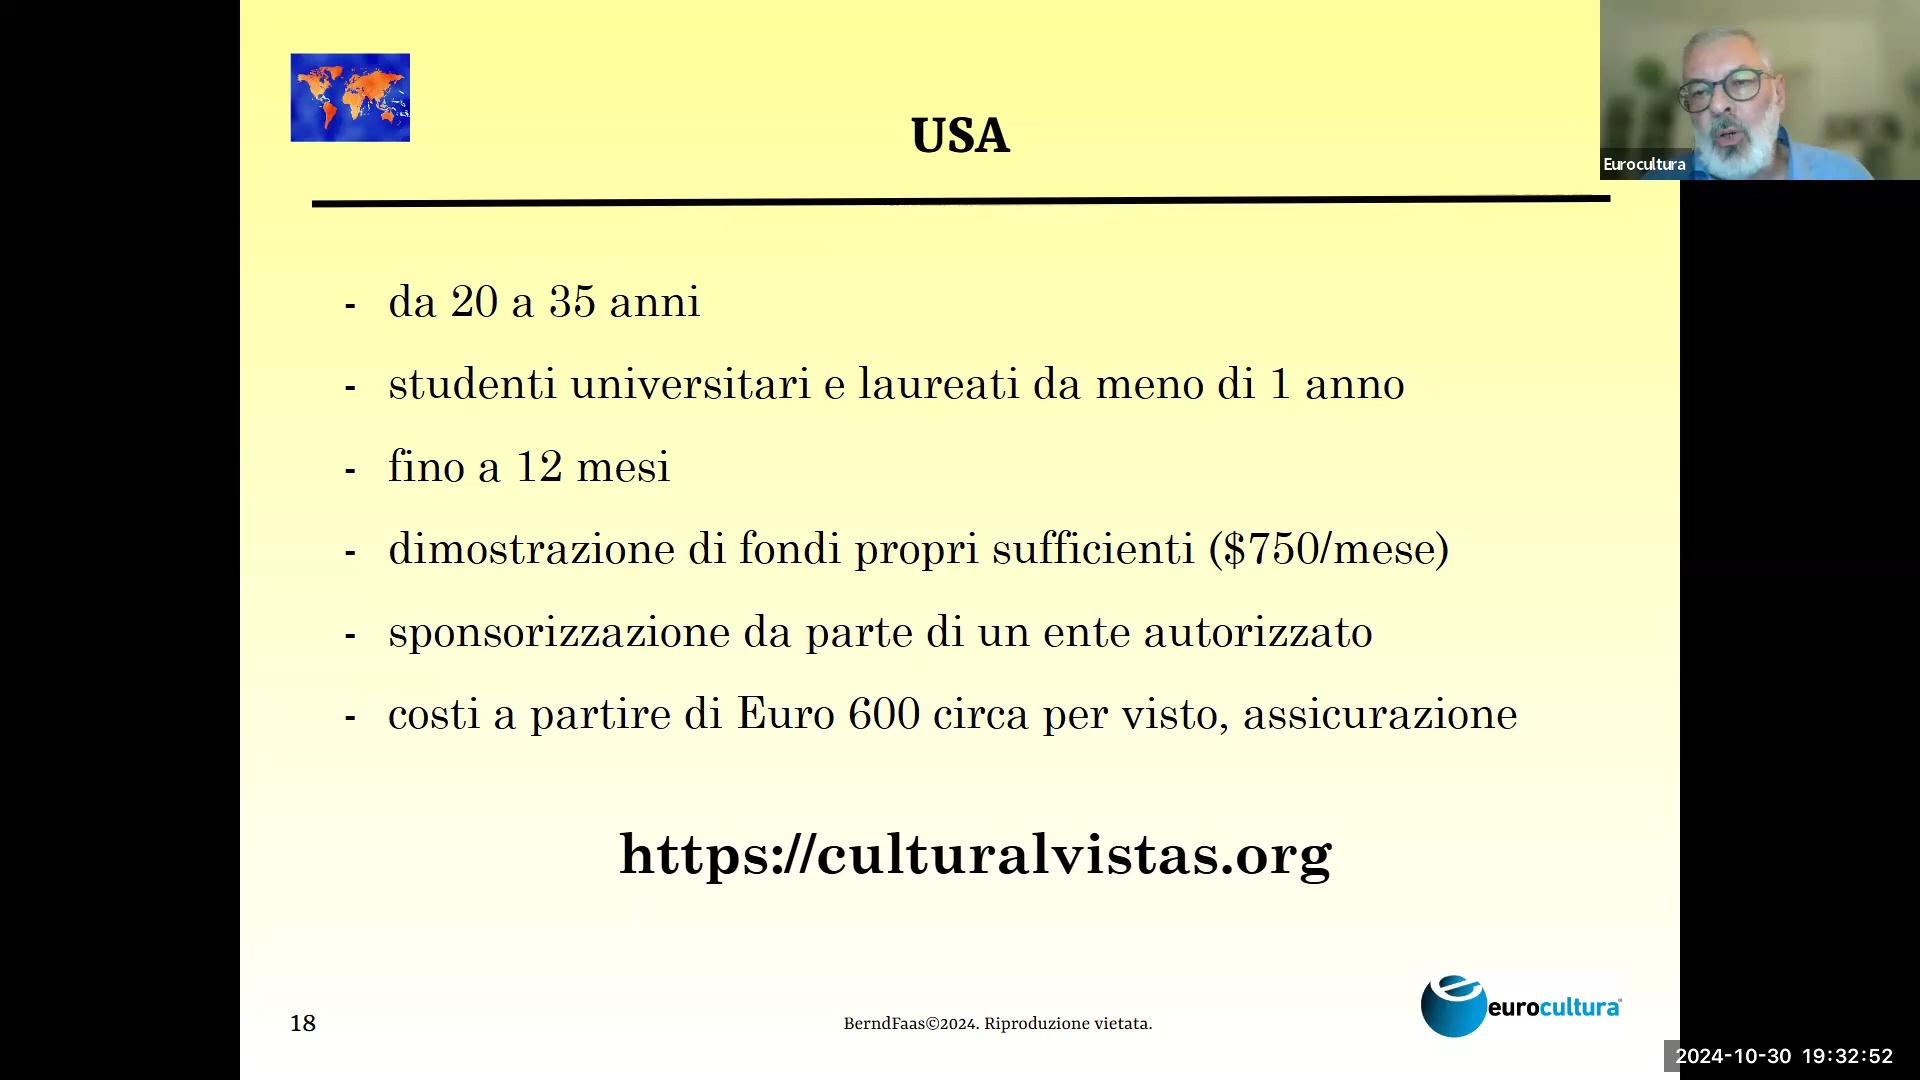 USA
Eurocultura
- da 20 a 35 anni
- studenti universitari e laureati da meno di 1 anno
- fino a 12 mesi
- dimostrazione di fondi propri sufficienti ($750/mese)
- sponsorizzazione da parte di un ente autorizzato
- costi a partire di Euro 600 circa per visto, assicurazione
https://culturalvistas.org
eurocultura
18
BerndFaas©2024. Riproduzione vietata.
2024-10-30 19:32:52